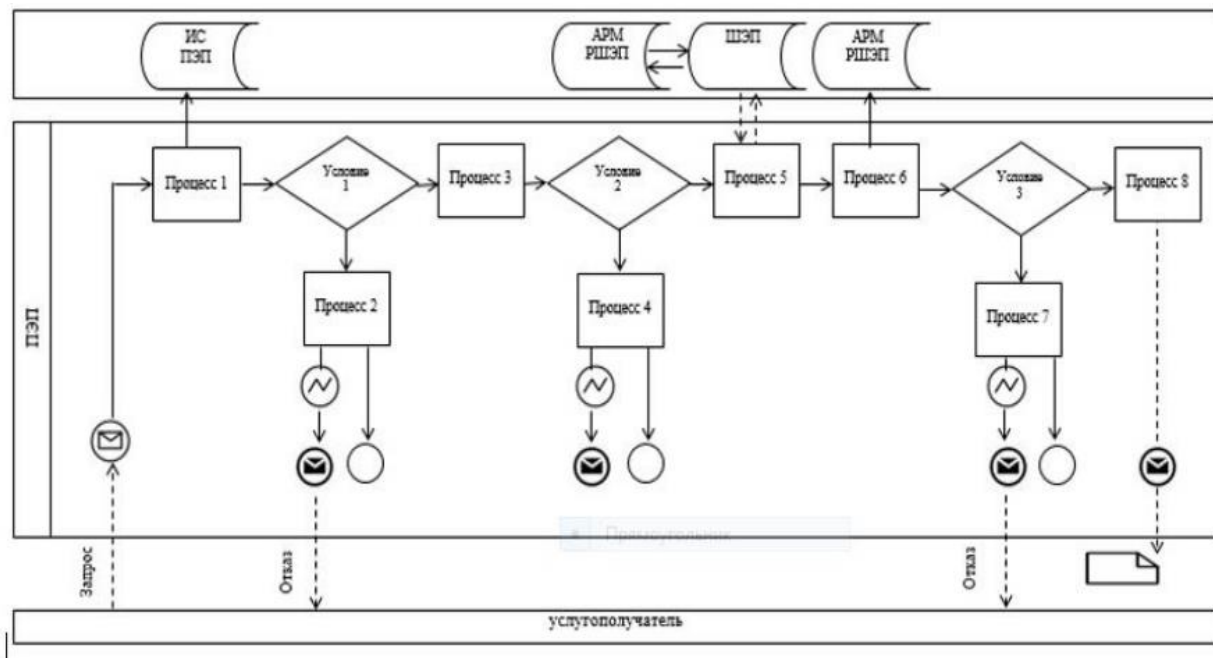 ИС
ПЭП
АРМ
РШЭП
ШЭП
АРМ
РШЭП
Процесс 1
Условие
1
Процесс 3
Условие
2
Процесс 5
Процесс 6
Условие
3
Процесс 8
Процесс 2
Процесс 4
Процесс 7
ПЭП
Прямоугольник
Запрос
Отказ
Отказ
услугополучатель